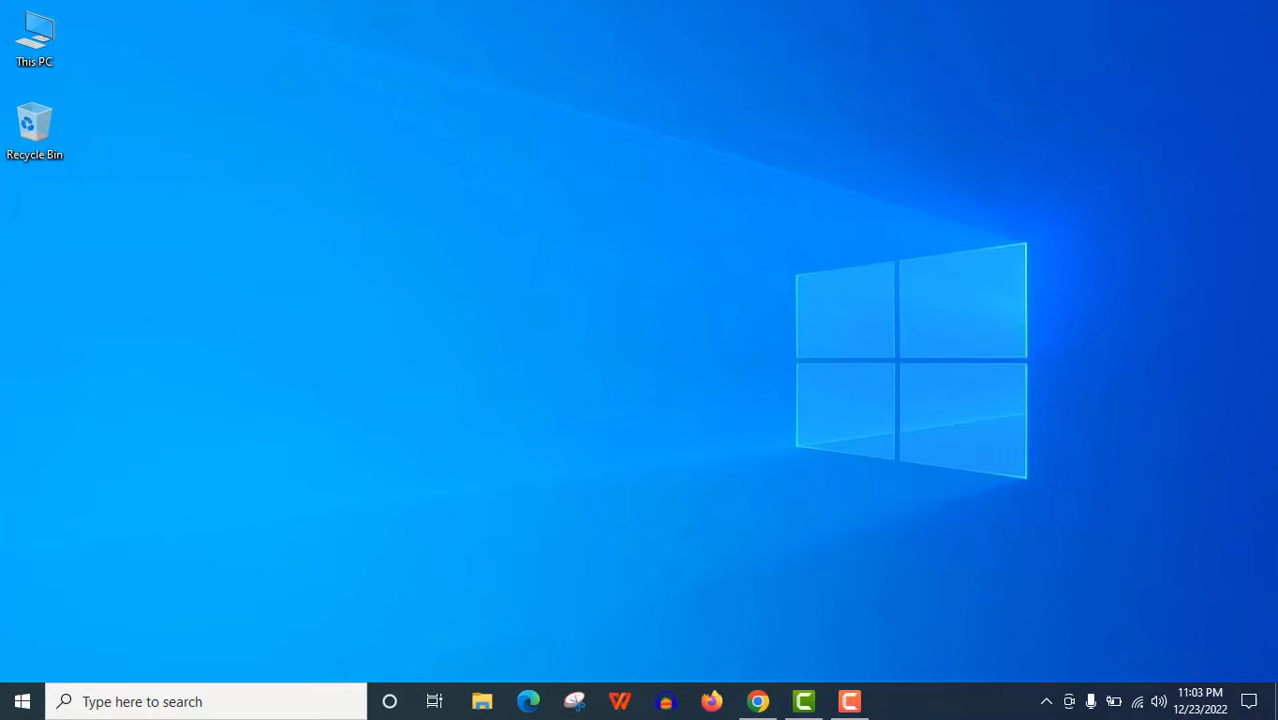 This PC
Recycle Bin
Type here to search
11:03 PM
12/23/2022